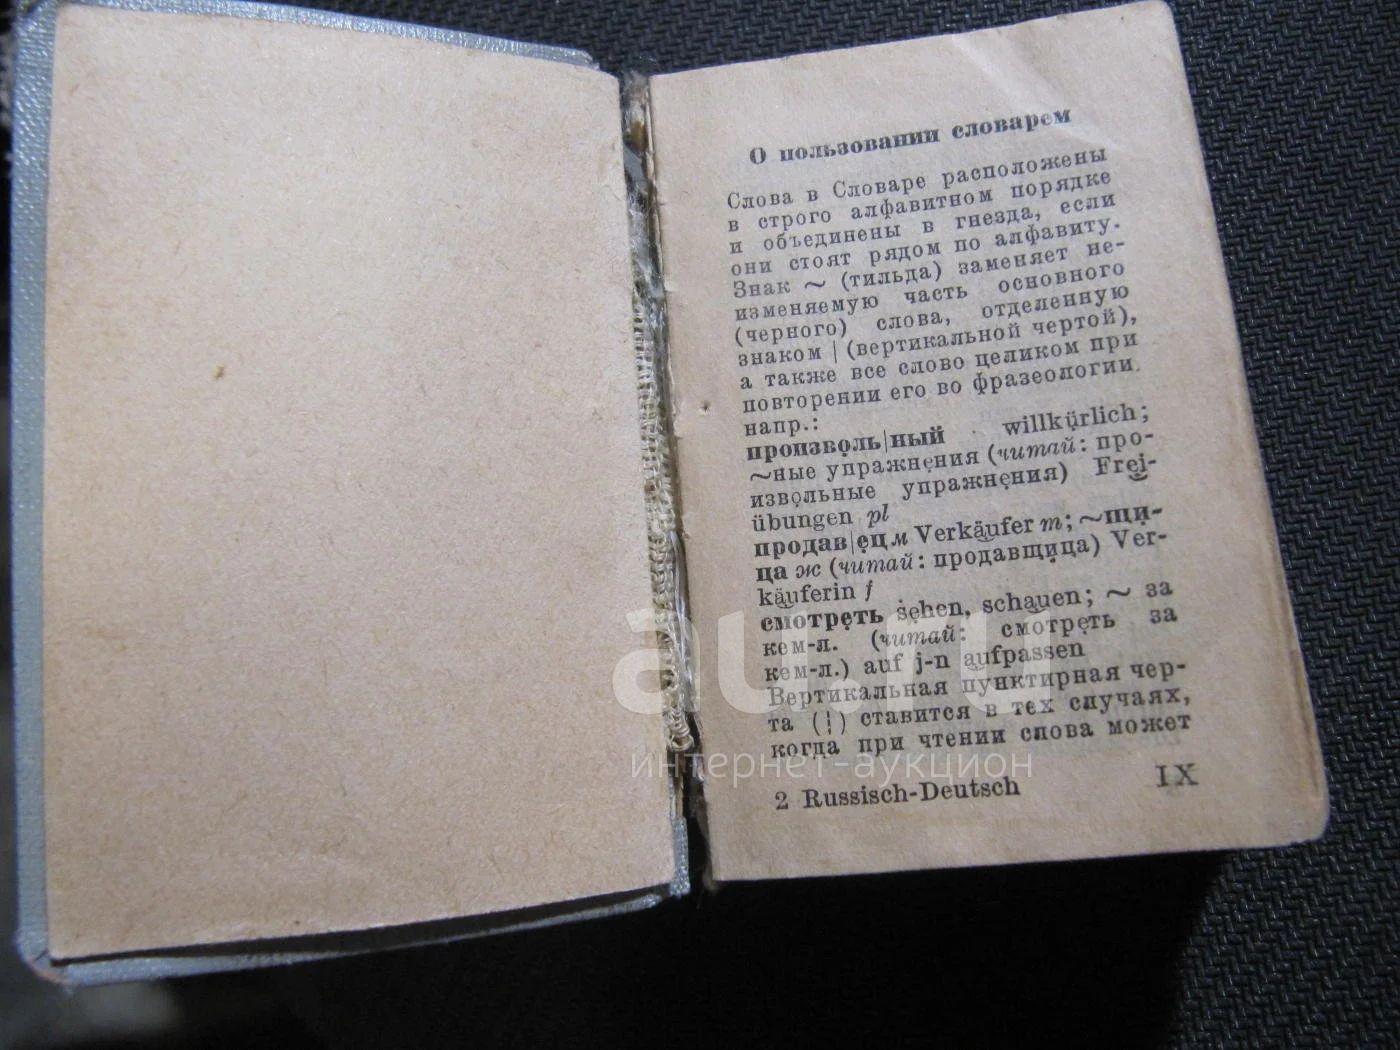 О пользовании словарем
Слова в Словаре расположены
в строго алфавитном порядке
и объединены в гнезда, если
они стоят рядом по алфавиту.
Знак ~ (тильда) заменяет не-
изменяемую часть основного
(черного) слова, отделенную
знаком | (вертикальной чертой),
а также все слово целиком при
повторении его во фразеологии.
напр.:
произволь|ный willkürlich;
~ные упражнения (читай: про-
извольные упражнения) Frei-
übungen pl
продав|ец м Verkäufer m; ~щи-
ца ж (читай: продавщица) Ver-
käuferin f
смотреть sehen, schauen; ~ за
кем-л. (читай: смотреть за
кем-л.) auf j-n aufpassen
Вертикальная пунктирная чер-
та (¦) ставится в тех случаях,
когда при чтении слова может
2 Russisch-Deutsch IX
au.ru
интернет-аукцион